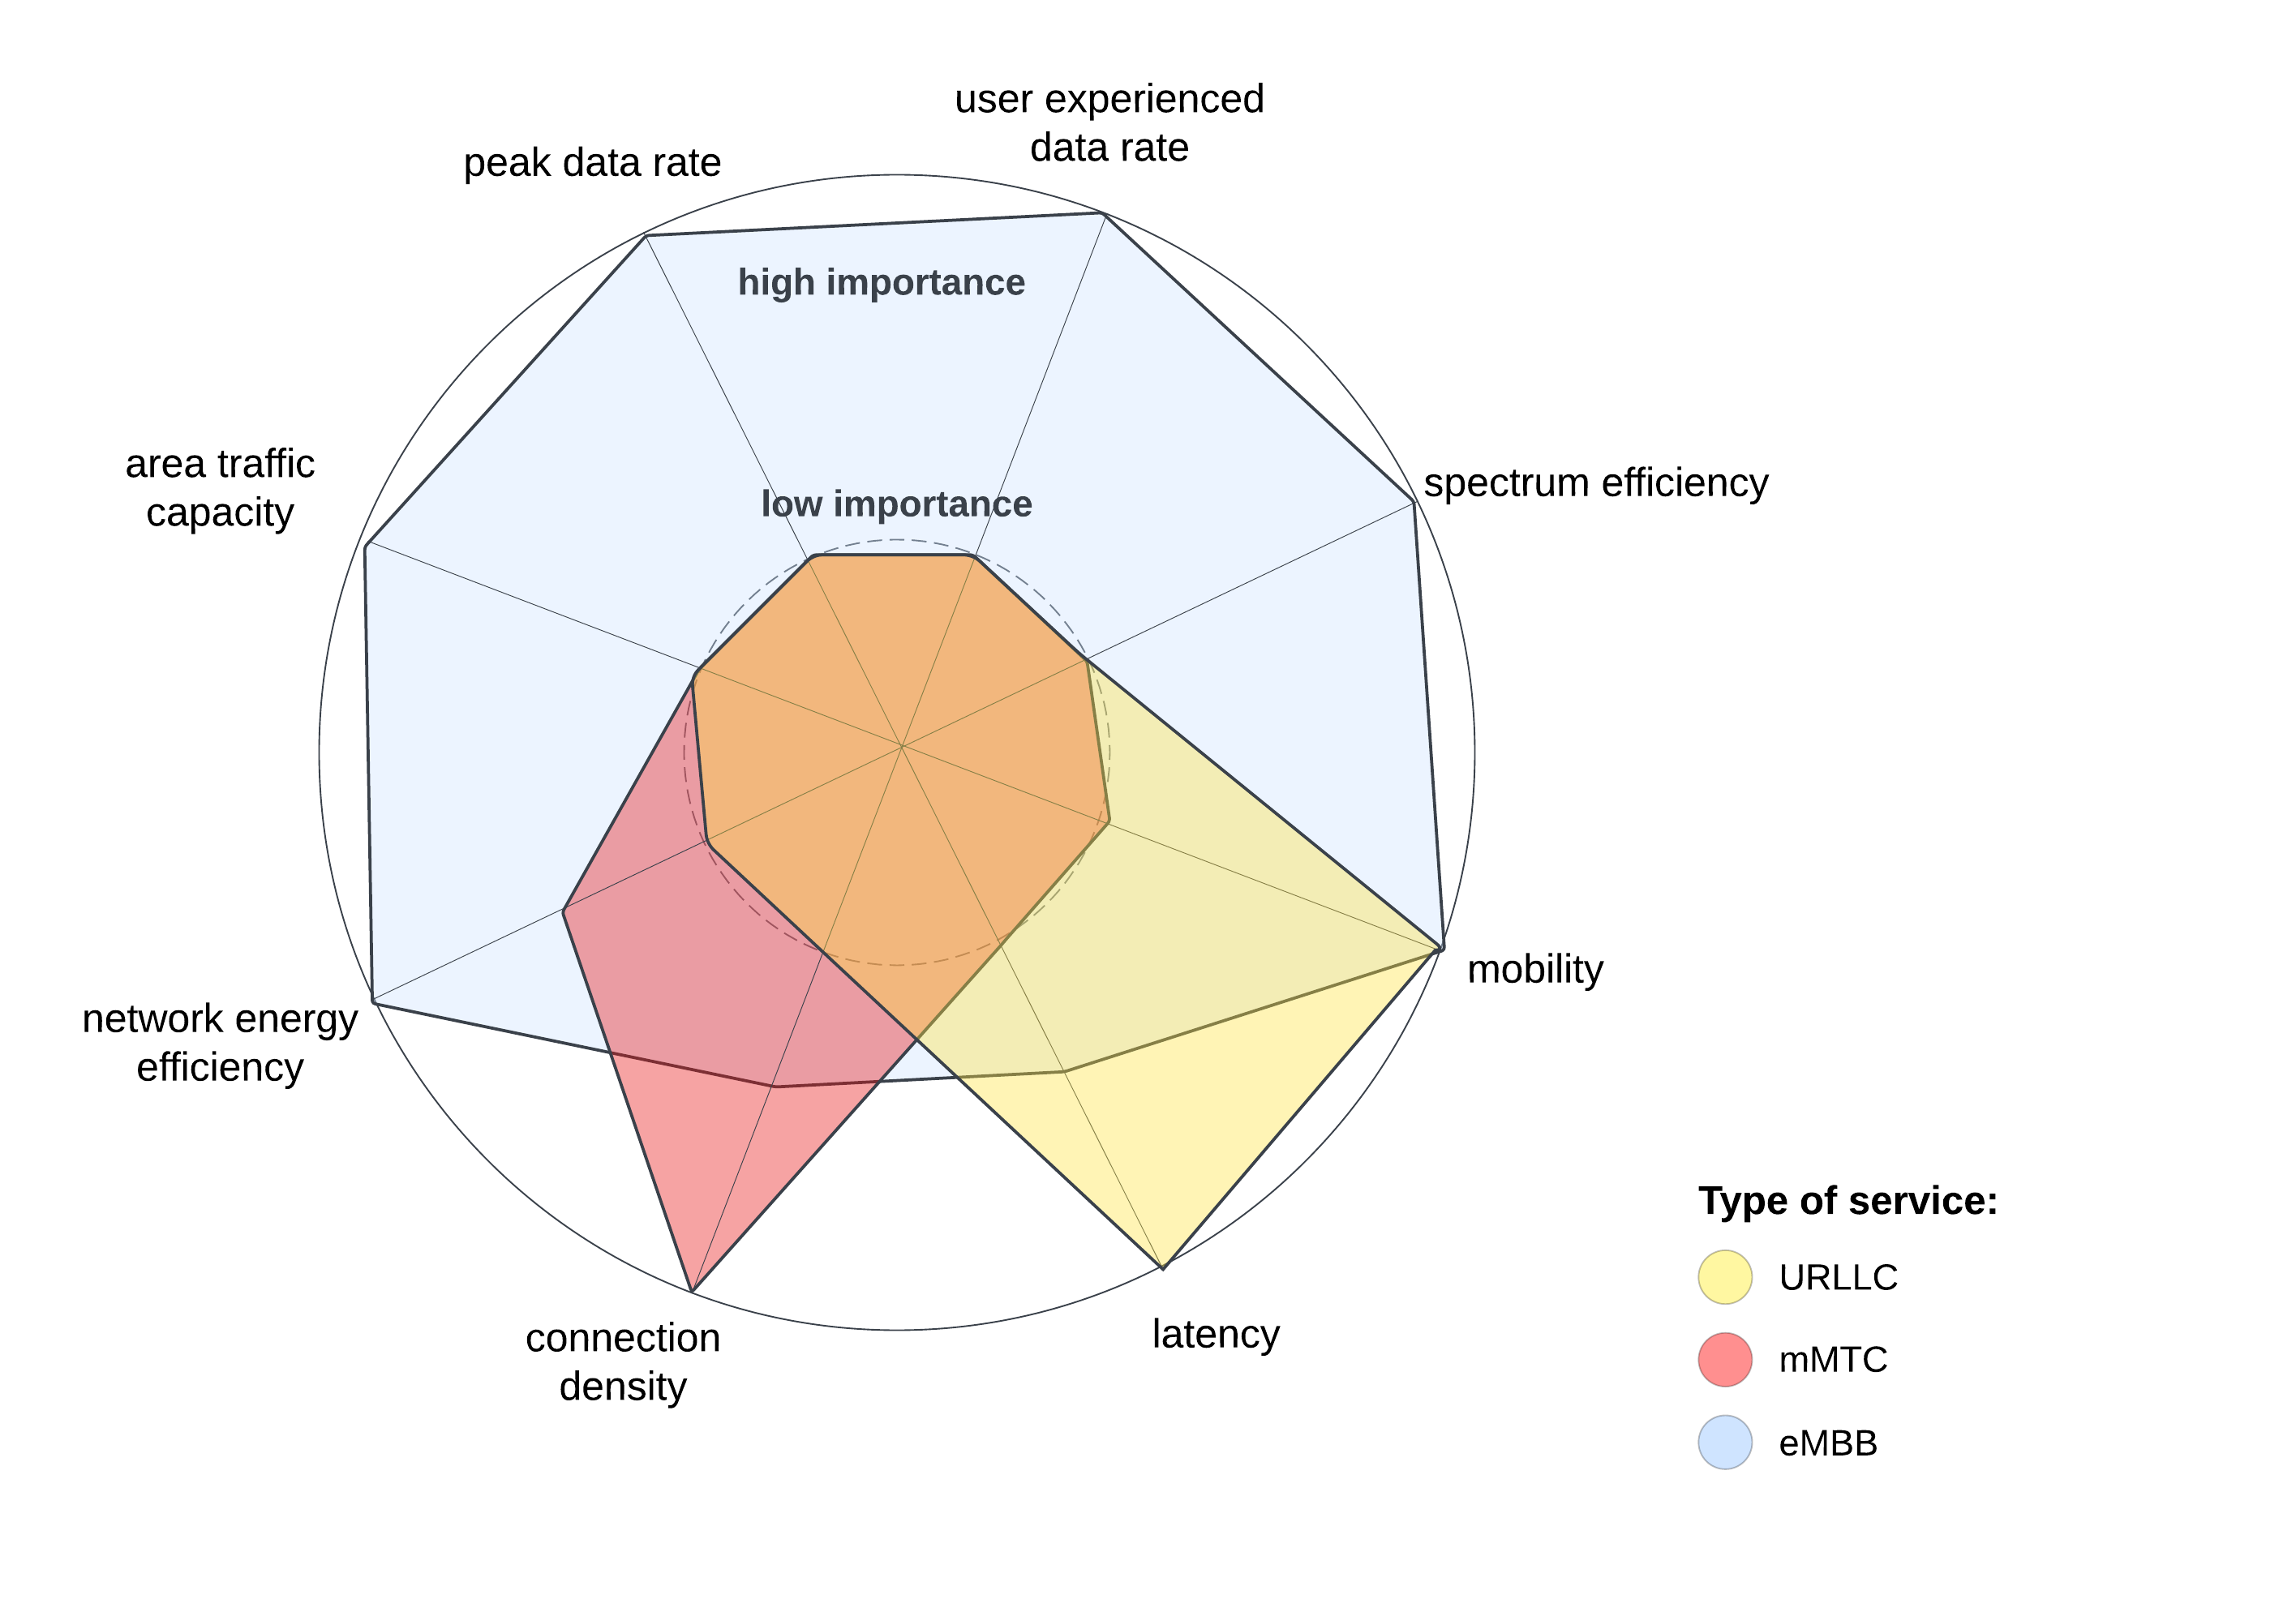 user experienced
data rate
peak data rate
high importance
area traffic
capacity
spectrum efficiency
low importance
mobility
network energy
efficiency
connection
density
latency
Type of service:
URLLC
mMTC
eMBB